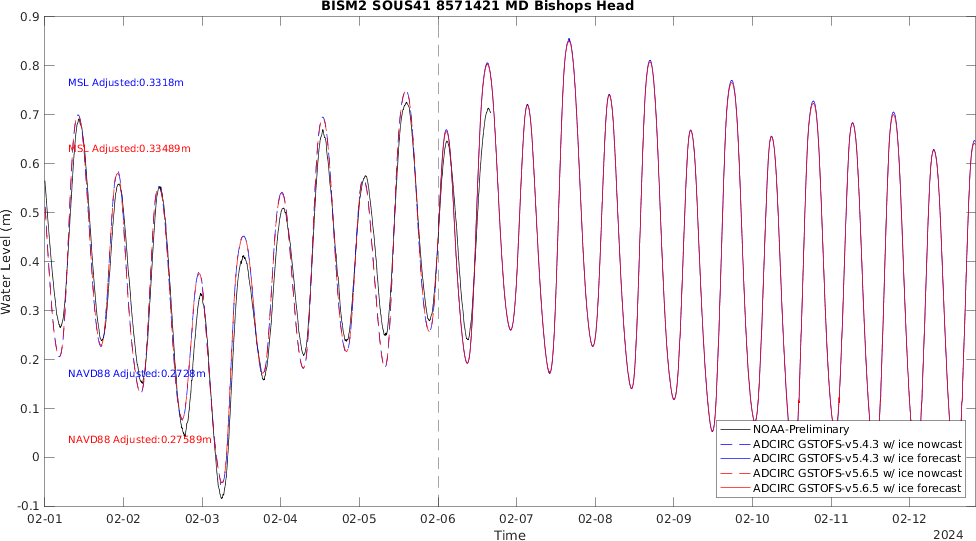 BISM2 SOUS41 8571421 MD Bishops Head
0.9
0.8
0.7
0.6
0.5
0.4
0.3
0.2
0.1
0
-0.1
Water Level (m)
MSL Adjusted:0.3318m
MSL Adjusted:0.33489m
NAVD88 Adjusted:0.2728m
NAVD88 Adjusted:0.27589m
NOAA-Preliminary
ADCIRC GSTOFS-v5.4.3 w/ ice nowcast
ADCIRC GSTOFS-v5.4.3 w/ ice forecast
ADCIRC GSTOFS-v5.6.5 w/ ice nowcast
ADCIRC GSTOFS-v5.6.5 w/ ice forecast
02-01 02-02 02-03 02-04 02-05 02-06 02-07 02-08 02-09 02-10 02-11 02-12
Time
2024